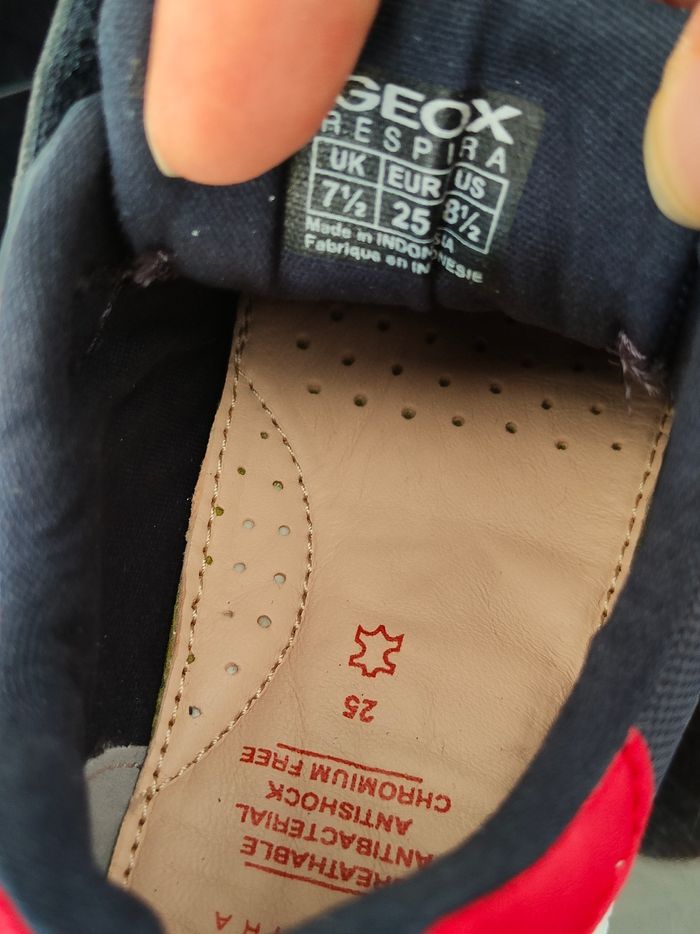 GEOX
RESPIRA
UK EUR US
7½ 25 8½
Made in INDONESIA
Fabrique en INDONESIE
25
CHROMIUM FREE
ANTISHOCK
ANTIBACTERIAL
BREATHABLE